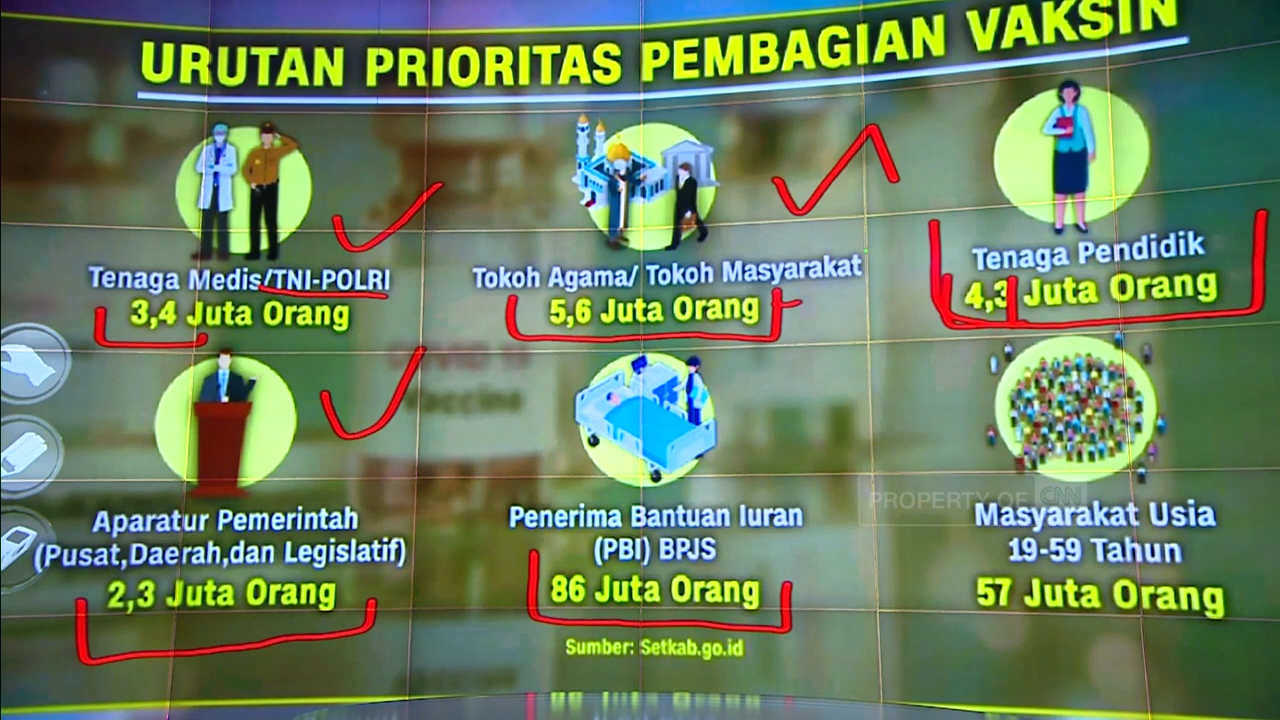 URUTAN PRIORITAS PEMBAGIAN VAKSIN
Tenaga Medis/TNI-POLRI
3,4 Juta Orang
Tokoh Agama/ Tokoh Masyarakat
5,6 Juta Orang
Tenaga Pendidik
4,3 Juta Orang
Aparatur Pemerintah
(Pusat,Daerah,dan Legislatif)
2,3 Juta Orang
Penerima Bantuan Iuran
(PBI) BPJS
86 Juta Orang
Masyarakat Usia
19-59 Tahun
57 Juta Orang
Sumber: Setkab.go.id
PROPERTY OF CNN
vaccine